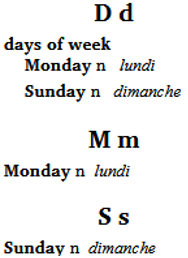 D d
days of week
Monday n lundi
Sunday n dimanche
M m
Monday n lundi
S s
Sunday n dimanche